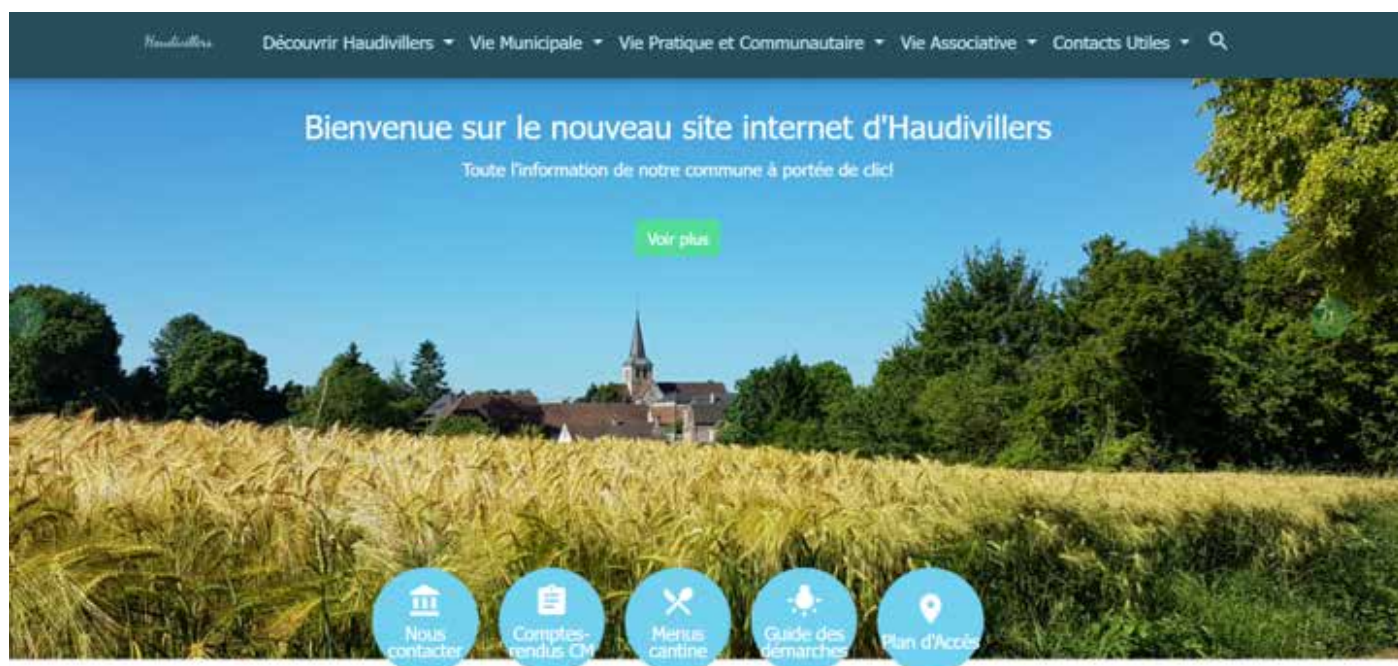 Haudivillers
Découvrir Haudivillers
Vie Municipale
Vie Pratique et Communautaire
Vie Associative
Contacts Utiles
Bienvenue sur le nouveau site internet d'Haudivillers
Toute l'information de notre commune à portée de clic!
Voir plus
Nous
contacter
Comptes-
rendus CM
Menus
cantine
Guide des
démarches
Plan d'Accès